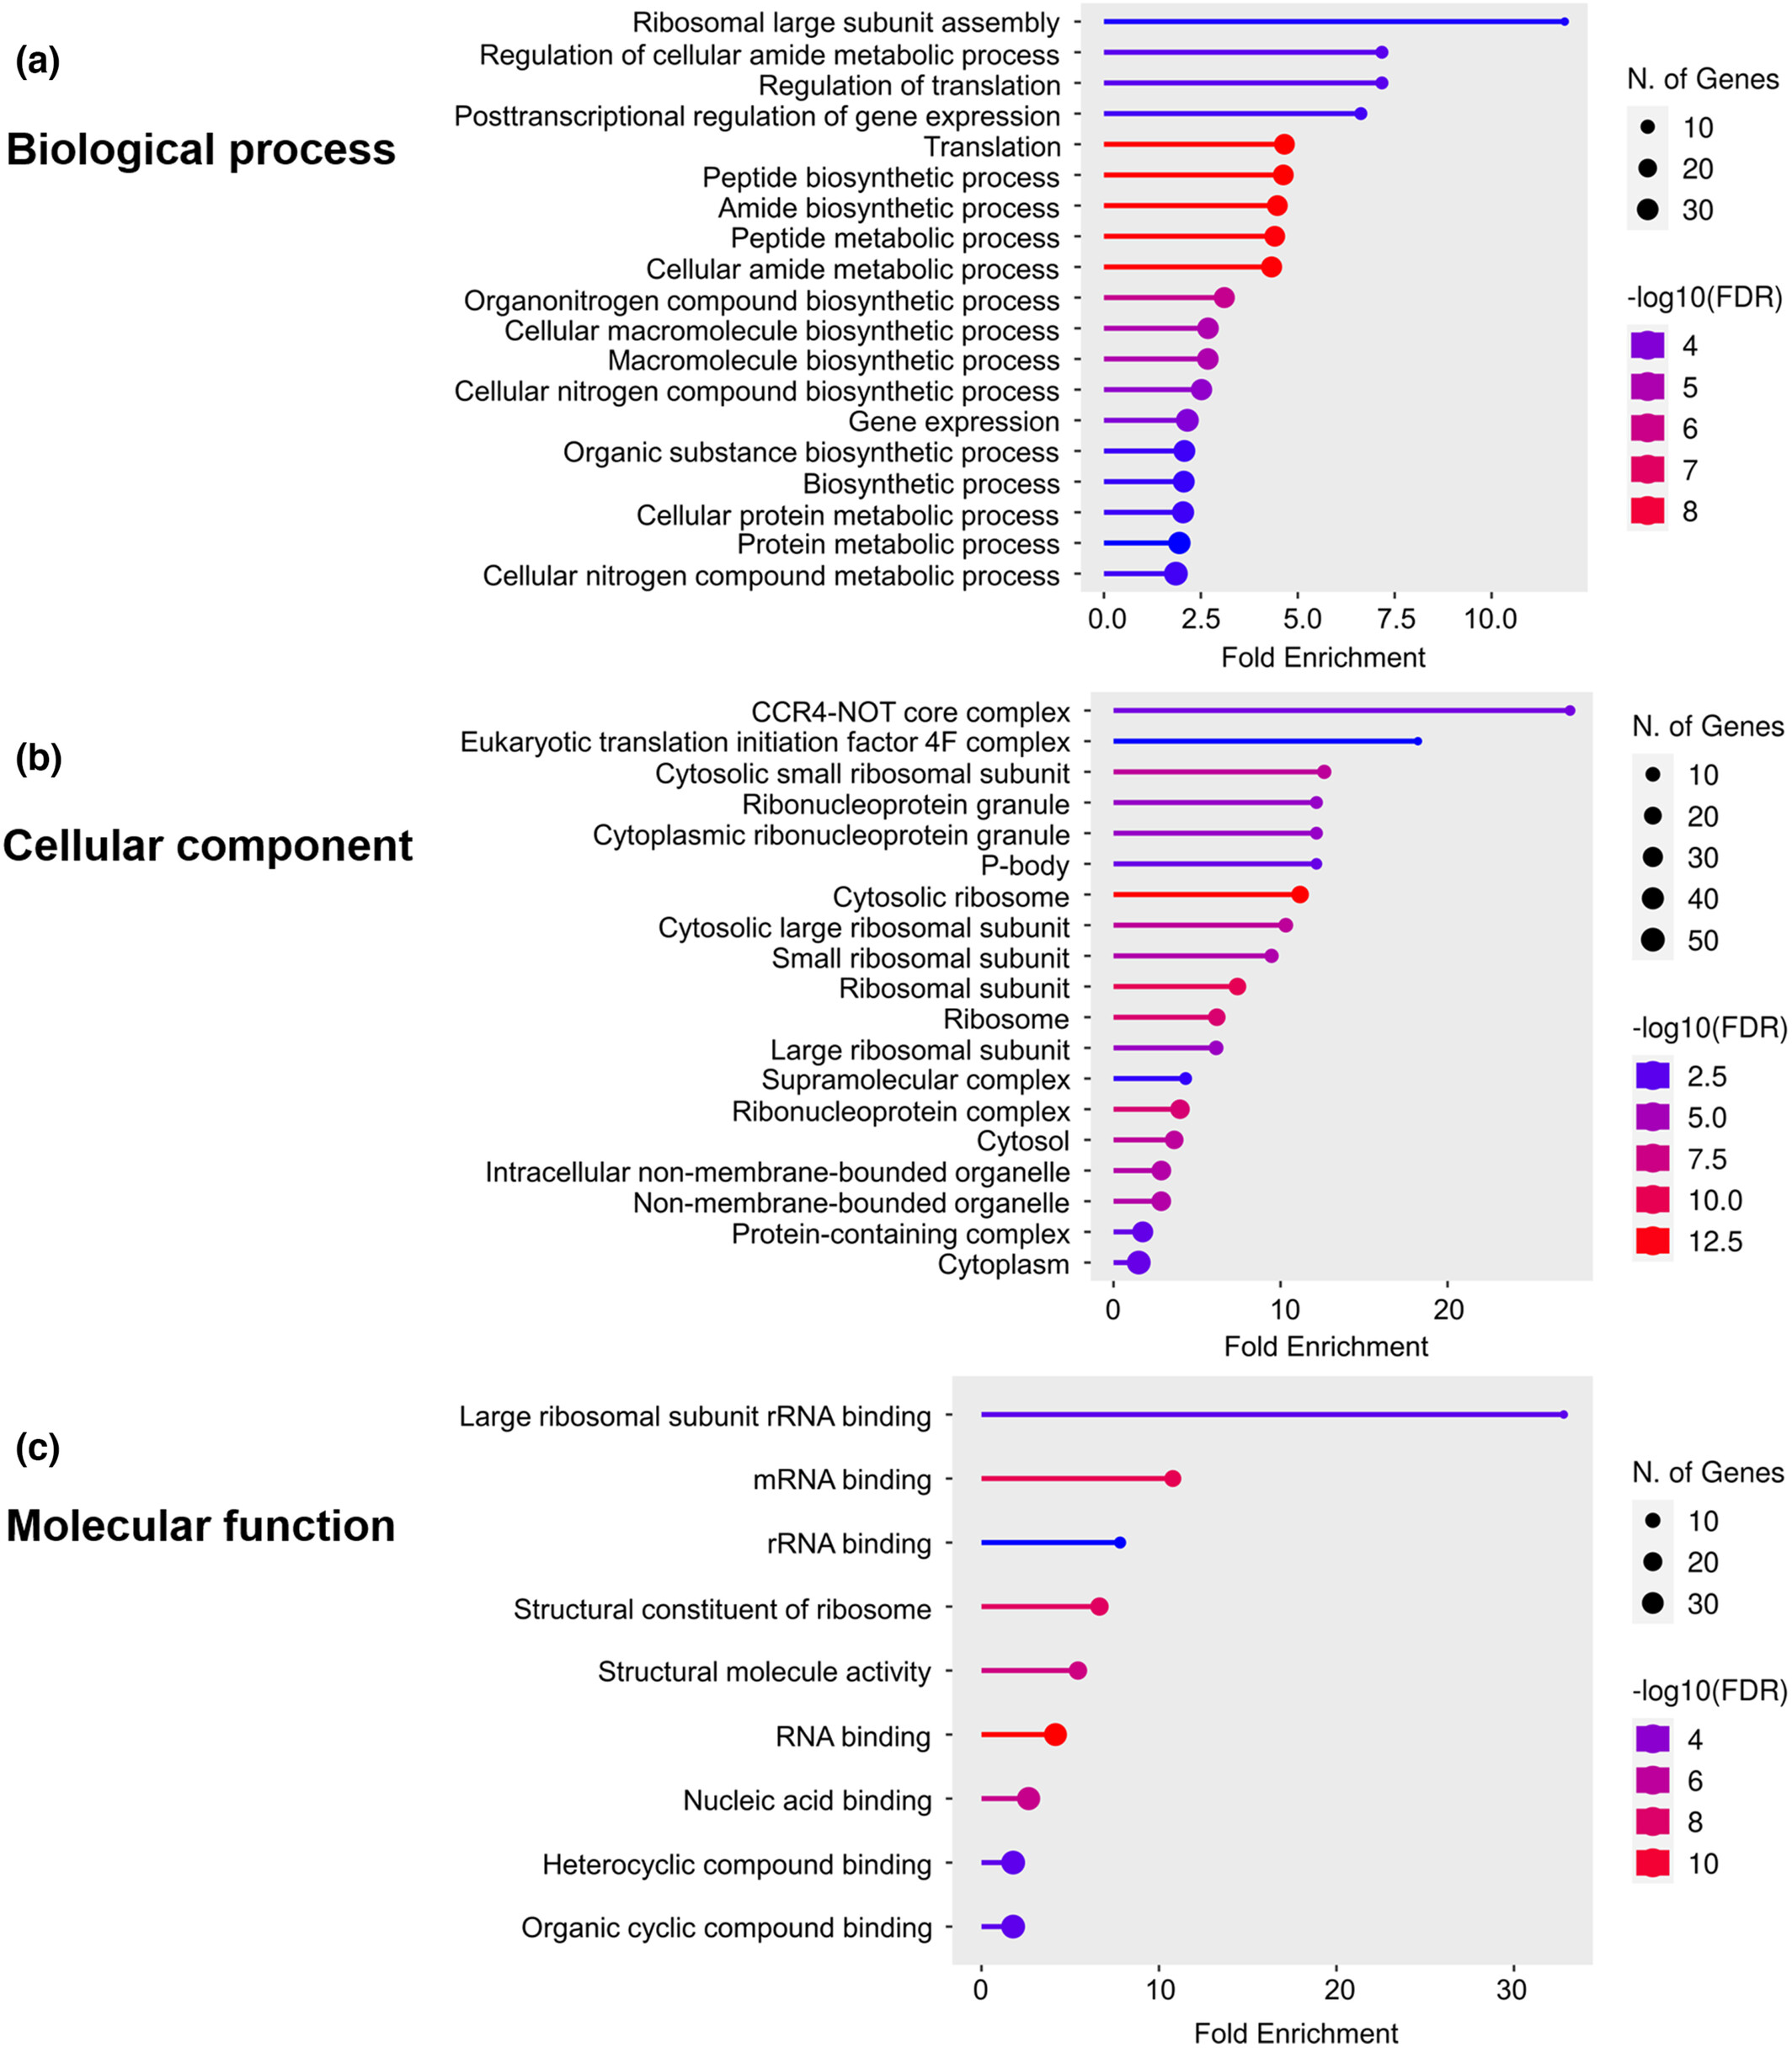 (a)
Biological process
Ribosomal large subunit assembly
Regulation of cellular amide metabolic process
Regulation of translation
Posttranscriptional regulation of gene expression
Translation
Peptide biosynthetic process
Amide biosynthetic process
Peptide metabolic process
Cellular amide metabolic process
Organonitrogen compound biosynthetic process
Cellular macromolecule biosynthetic process
Macromolecule biosynthetic process
Cellular nitrogen compound biosynthetic process
Gene expression
Organic substance biosynthetic process
Biosynthetic process
Cellular protein metabolic process
Protein metabolic process
Cellular nitrogen compound metabolic process
0.0 2.5 5.0 7.5 10.0
Fold Enrichment
N. of Genes
10
20
30
-log10(FDR)
4
5
6
7
8
(b)
Cellular component
CCR4-NOT core complex
Eukaryotic translation initiation factor 4F complex
Cytosolic small ribosomal subunit
Ribonucleoprotein granule
Cytoplasmic ribonucleoprotein granule
P-body
Cytosolic ribosome
Cytosolic large ribosomal subunit
Small ribosomal subunit
Ribosomal subunit
Ribosome
Large ribosomal subunit
Supramolecular complex
Ribonucleoprotein complex
Cytosol
Intracellular non-membrane-bounded organelle
Non-membrane-bounded organelle
Protein-containing complex
Cytoplasm
0 10 20
Fold Enrichment
N. of Genes
10
20
30
40
50
-log10(FDR)
2.5
5.0
7.5
10.0
12.5
(c)
Molecular function
Large ribosomal subunit rRNA binding
mRNA binding
rRNA binding
Structural constituent of ribosome
Structural molecule activity
RNA binding
Nucleic acid binding
Heterocyclic compound binding
Organic cyclic compound binding
0 10 20 30
Fold Enrichment
N. of Genes
10
20
30
-log10(FDR)
4
6
8
10